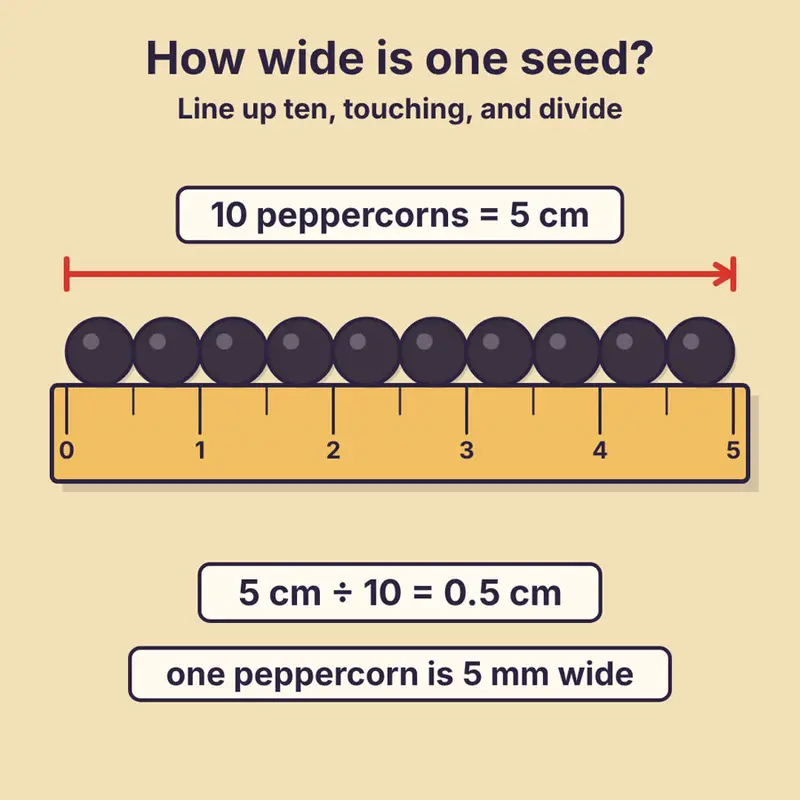 How wide is one seed?
Line up ten, touching, and divide
10 peppercorns = 5 cm
0 1 2 3 4 5
5 cm ÷ 10 = 0.5 cm
one peppercorn is 5 mm wide